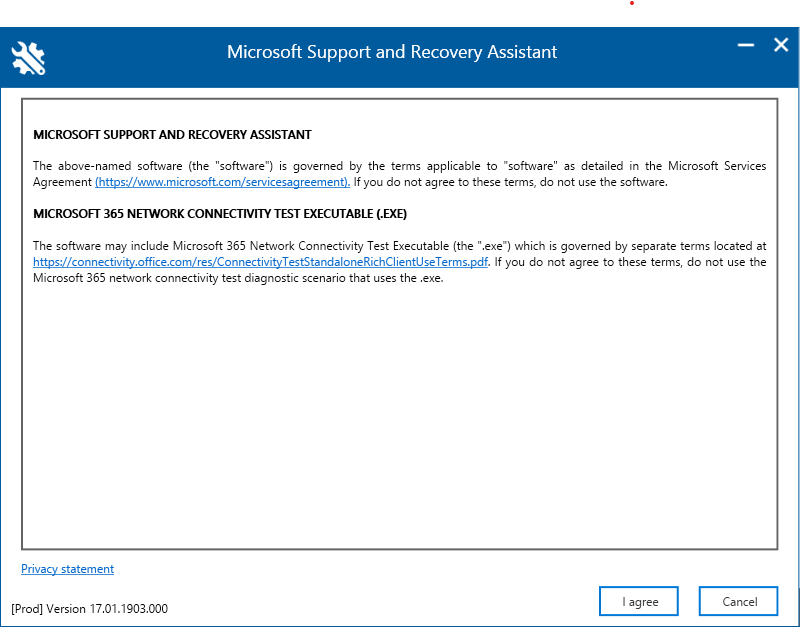 Microsoft Support and Recovery Assistant
MICROSOFT SUPPORT AND RECOVERY ASSISTANT
The above-named software (the "software") is governed by the terms applicable to "software" as detailed in the Microsoft Services
Agreement (https://www.microsoft.com/servicesagreement). If you do not agree to these terms, do not use the software.
MICROSOFT 365 NETWORK CONNECTIVITY TEST EXECUTABLE (.EXE)
The software may include Microsoft 365 Network Connectivity Test Executable (the ".exe") which is governed by separate terms located at
https://connectivity.office.com/res/ConnectivityTestStandaloneRichClientUseTerms.pdf. If you do not agree to these terms, do not use the
Microsoft 365 network connectivity test diagnostic scenario that uses the .exe.
Privacy statement
I agree
Cancel
[Prod] Version 17.01.1903.000